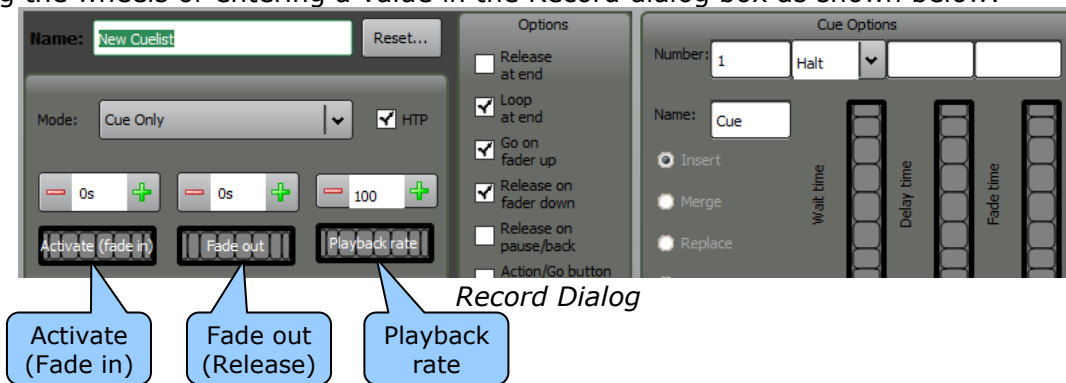 g the wheels or entering a value in the Record dialog box as shown below.
Name: New Cuelist Reset...
Mode: Cue Only HTP
0s 0s 100
Activate (fade in) Fade out Playback rate
Options
Release
at end
Loop
at end
Go on
fader up
Release on
fader down
Release on
pause/back
Action/Go button
Cue Options
Number: 1 Halt
Name: Cue
Insert
Merge
Replace
Wait time
Delay time
Fade time
Record Dialog
Activate
(Fade in)
Fade out
(Release)
Playback
rate